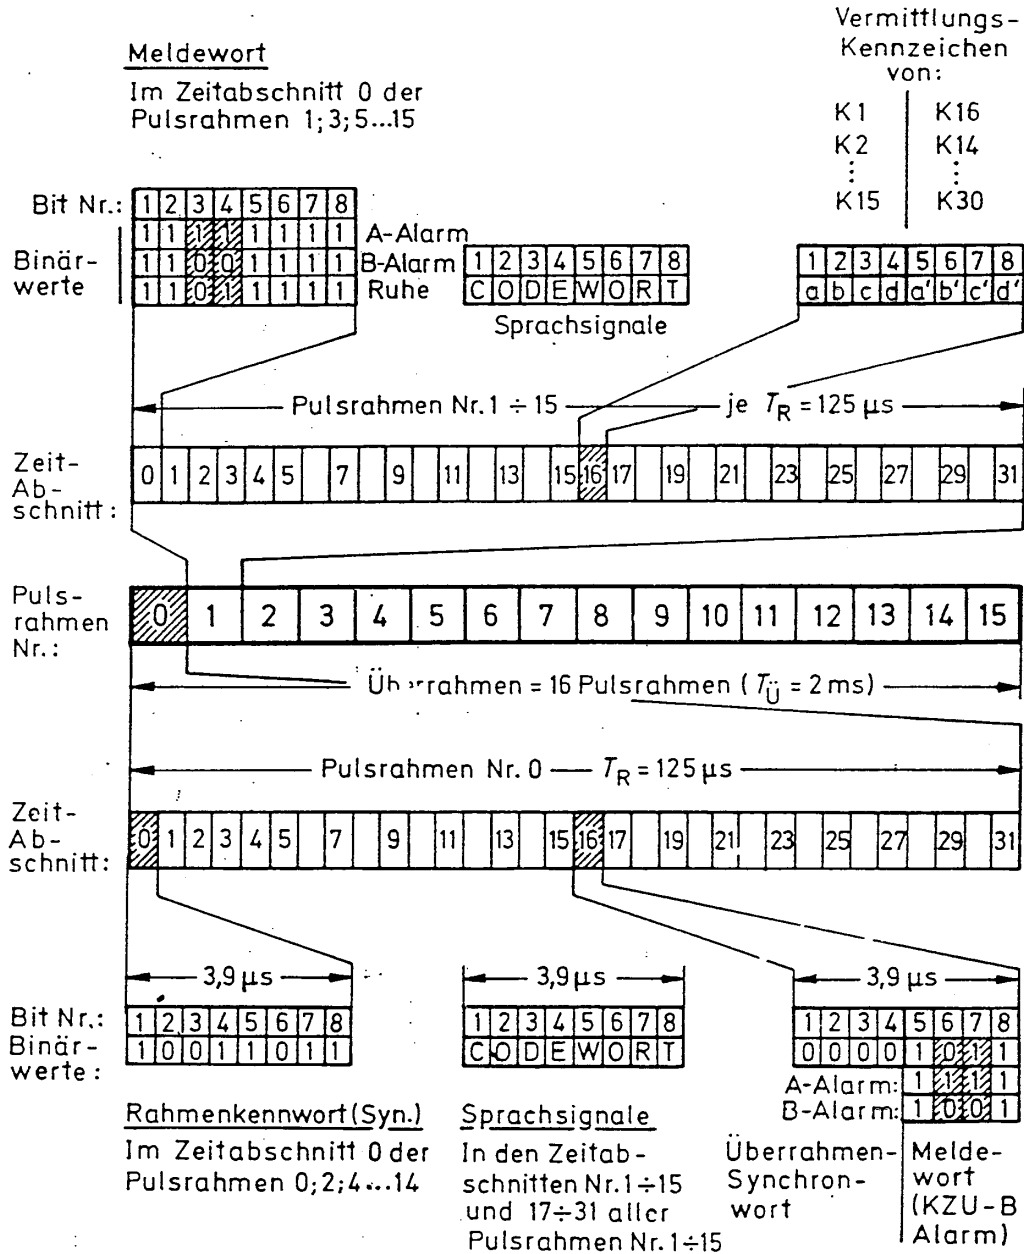 Meldewort
Im Zeitabschnitt 0 der
Pulsrahmen 1; 3; 5...15
Vermittlungs-
Kennzeichen
von:
K1 K16
K2 K14
⋮ ⋮
K15 K30
Bit Nr.: 1 2 3 4 5 6 7 8
Binär-
werte
1 1 1 1 1 1 1 1 A-Alarm
1 1 0 0 1 1 1 1 B-Alarm
1 1 0 1 1 1 1 1 Ruhe
1 2 3 4 5 6 7 8
C O D E W O R T
Sprachsignale
1 2 3 4 5 6 7 8
a b c d a' b' c' d'
Pulsrahmen Nr. 1 ÷ 15 je TR = 125 µs
Zeit-
Ab-
schnitt:
0 1 2 3 4 5 7 9 11 13 15 16 17 19 21 23 25 27 29 31
Puls-
rahmen
Nr.:
0 1 2 3 4 5 6 7 8 9 10 11 12 13 14 15
= 16 Pulsrahmen (TÜ = 2 ms)
Pulsrahmen Nr. 0 — TR = 125 µs
Zeit-
Ab-
schnitt:
0 1 2 3 4 5 7 9 11 13 15 16 17 19 21 23 25 27 29 31
3,9 µs 3,9 µs 3,9 µs
Bit Nr.: 1 2 3 4 5 6 7 8
Binär-
werte:
1 0 0 1 1 0 1 1
1 2 3 4 5 6 7 8
C O D E W O R T
1 2 3 4 5 6 7 8
0 0 0 0 1 0 1 1
A-Alarm: 1 1 1 1
B-Alarm: 1 0 0 1
Rahmenkennwort (Syn.)
Im Zeitabschnitt 0 der
Pulsrahmen 0; 2; 4...14
Sprachsignale
In den Zeitab-
schnitten Nr. 1÷15
und 17÷31 aller
Pulsrahmen Nr. 1÷15
Überrahmen-
Synchron-
wort
Melde-
wort
(KZU-B
Alarm)